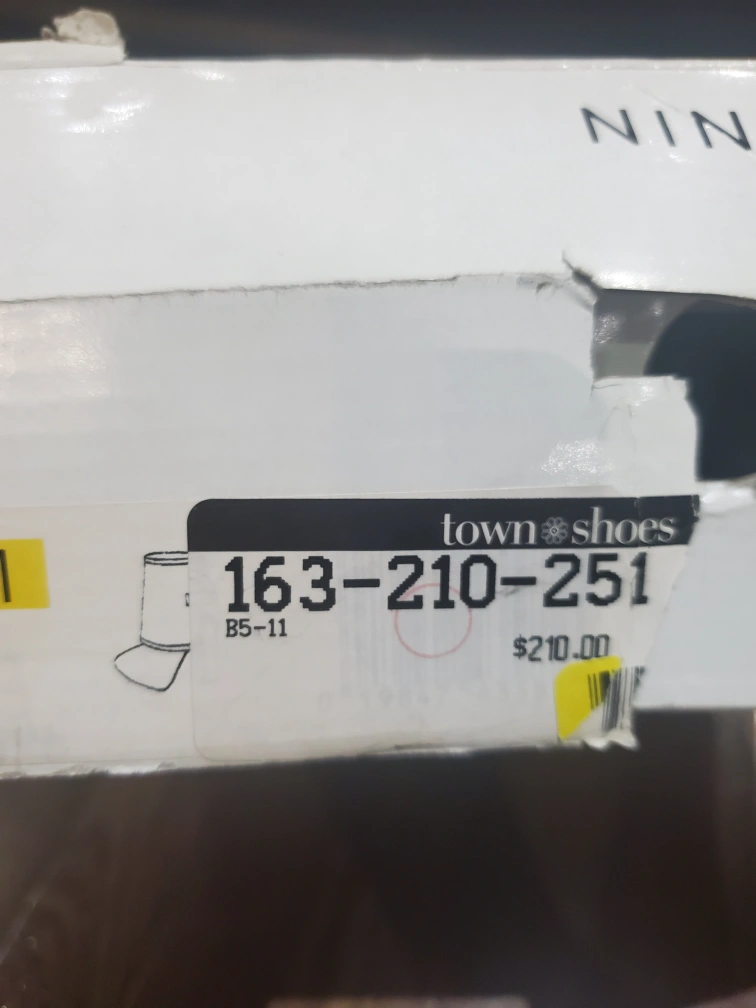 NIN
town shoes
163-210-251
B5-11
$210.00